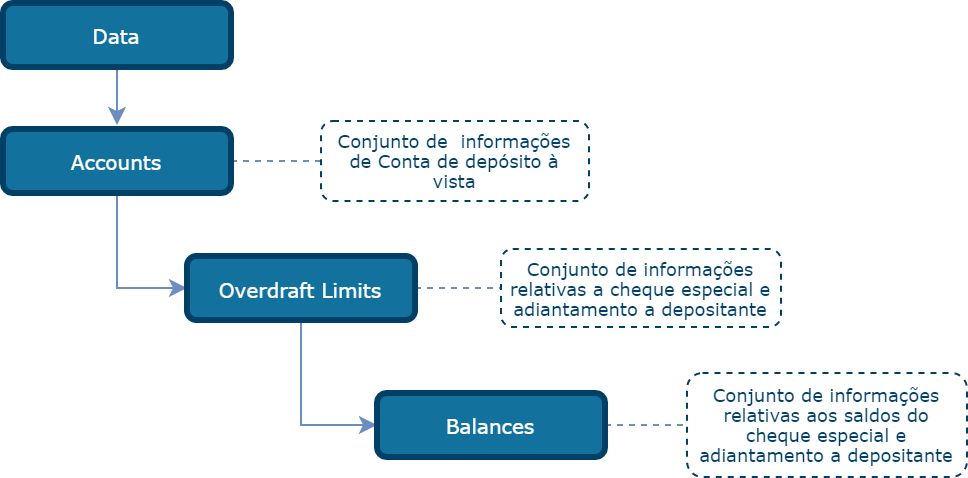 Data
Accounts
Conjunto de  informações
de Conta de depósito à
vista
Overdraft Limits
Conjunto de informações
relativas a cheque especial e
adiantamento a depositante
Balances
Conjunto de informações
relativas aos saldos do
cheque especial e
adiantamento a depositante